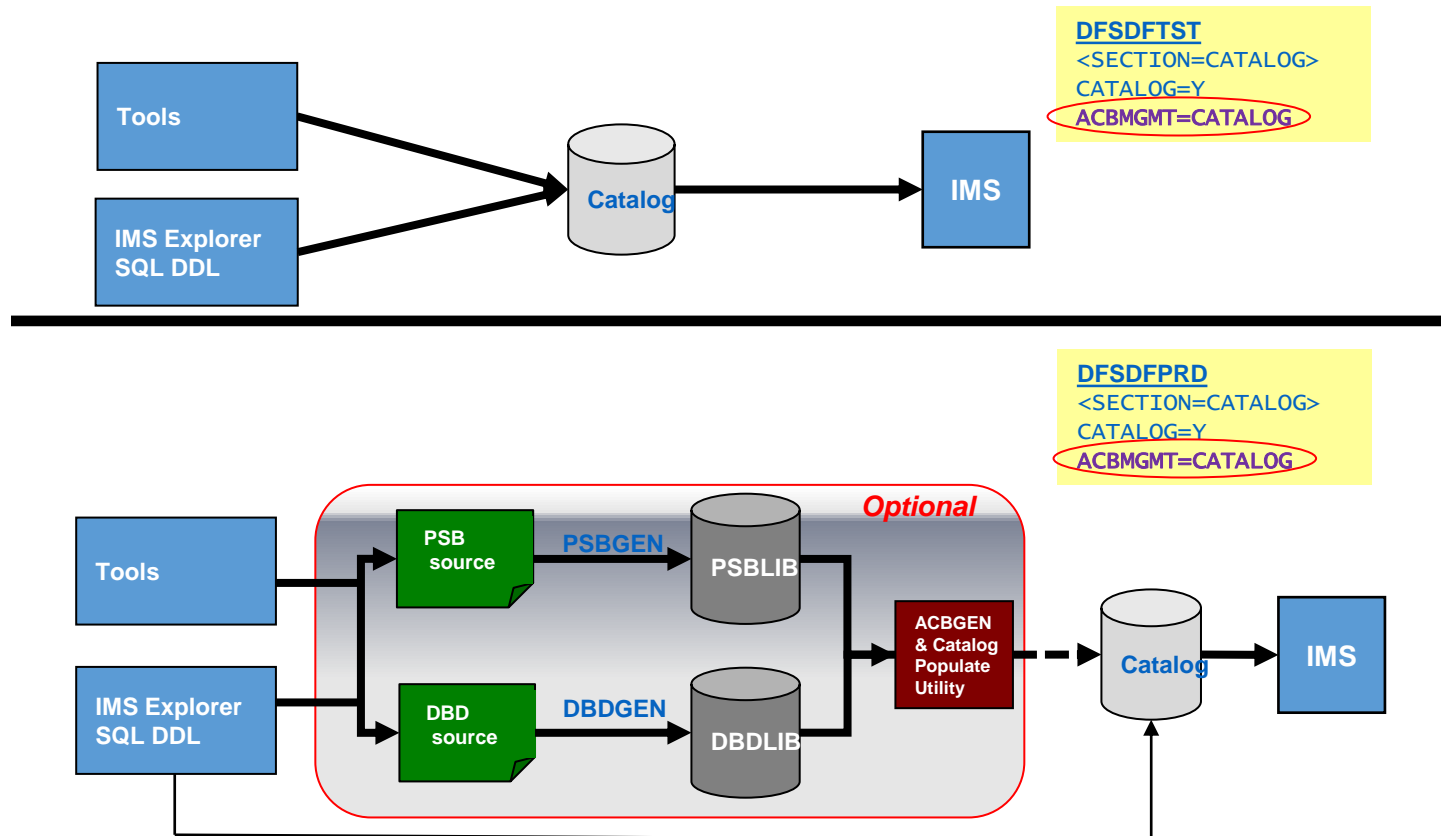 DFSDFTST
<SECTION=CATALOG>
CATALOG=Y
ACBMGMT=CATALOG
Tools
IMS Explorer
SQL DDL
Catalog
IMS
DFSDFPRD
<SECTION=CATALOG>
CATALOG=Y
ACBMGMT=CATALOG
Optional
Tools
IMS Explorer
SQL DDL
PSB
source
PSBGEN
PSBLIB
DBD
source
DBDGEN
DBDLIB
ACBGEN
& Catalog
Populate
Utility
Catalog
IMS